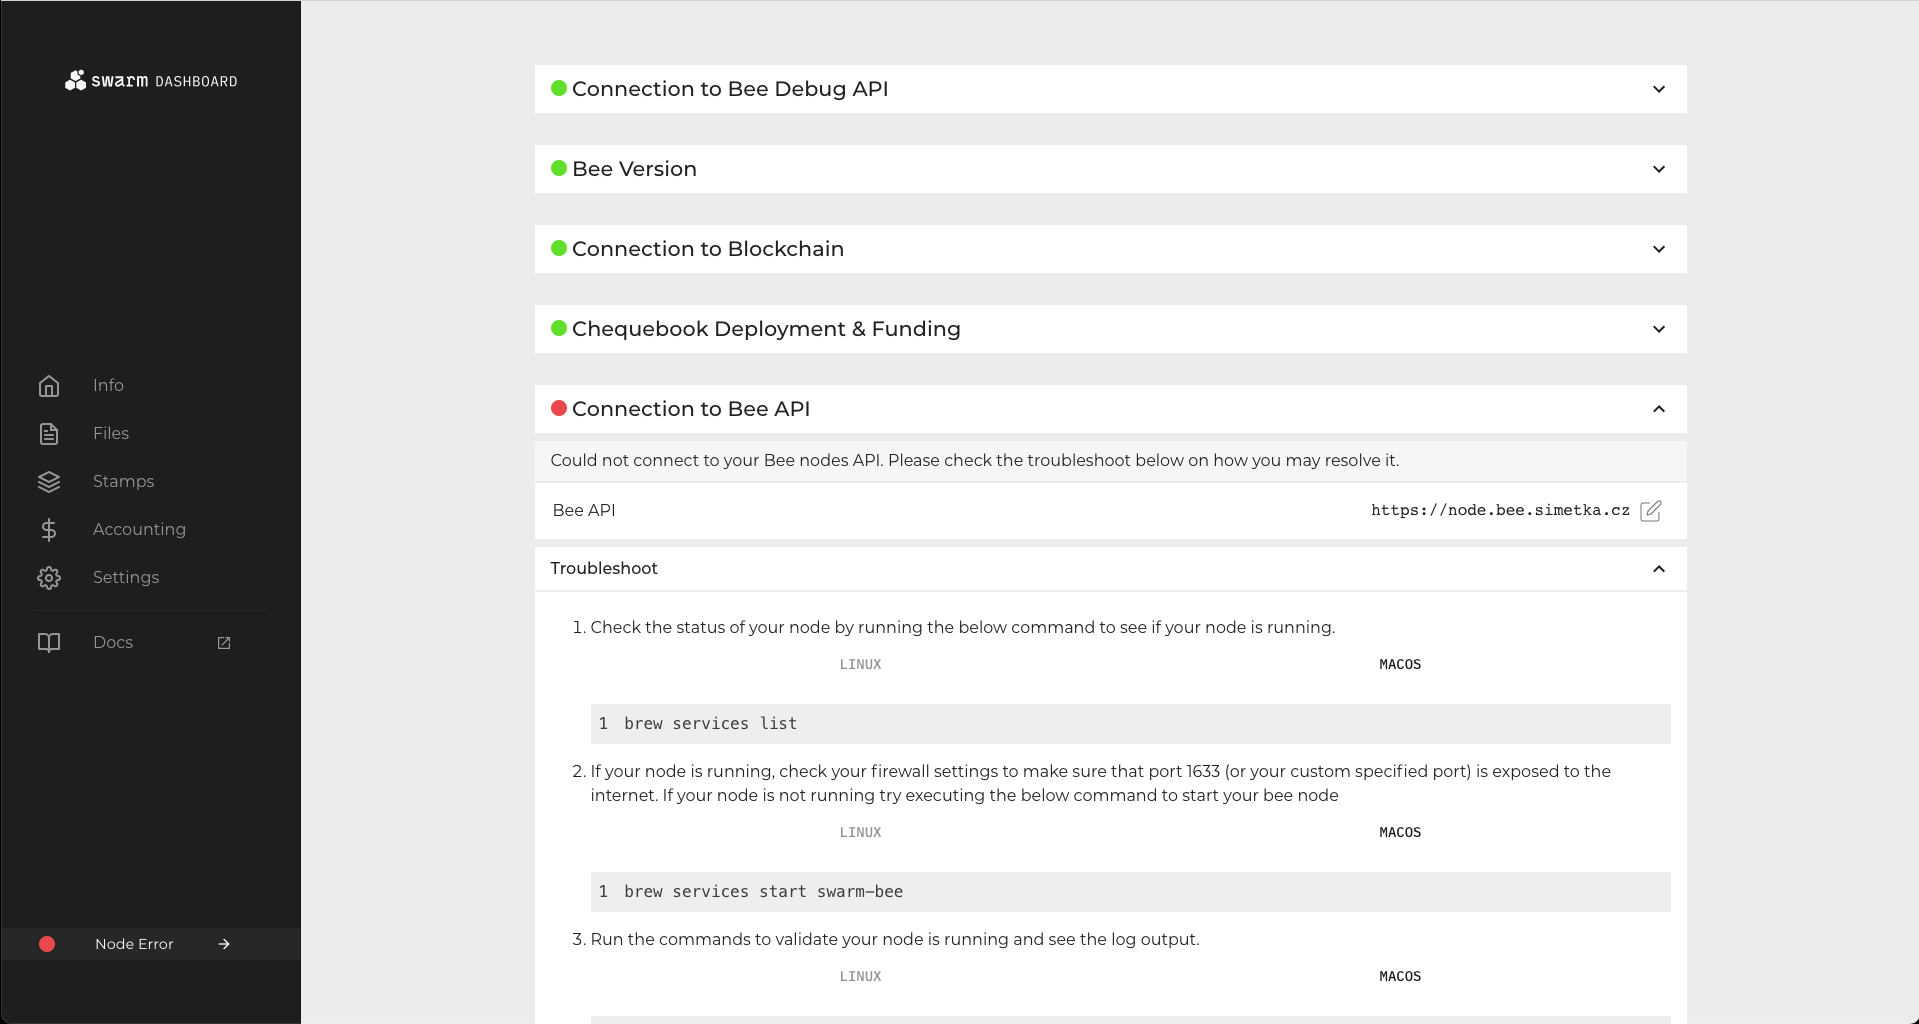 swarm DASHBOARD
Info
Files
Stamps
Accounting
Settings
Docs
Node Error
Connection to Bee Debug API
Bee Version
Connection to Blockchain
Chequebook Deployment & Funding
Connection to Bee API
Could not connect to your Bee nodes API. Please check the troubleshoot below on how you may resolve it.
Bee API https://node.bee.simetka.cz
Troubleshoot
1. Check the status of your node by running the below command to see if your node is running.
LINUX MACOS
1 brew services list
2. If your node is running, check your firewall settings to make sure that port 1633 (or your custom specified port) is exposed to the
internet. If your node is not running try executing the below command to start your bee node
LINUX MACOS
1 brew services start swarm-bee
3. Run the commands to validate your node is running and see the log output.
LINUX MACOS